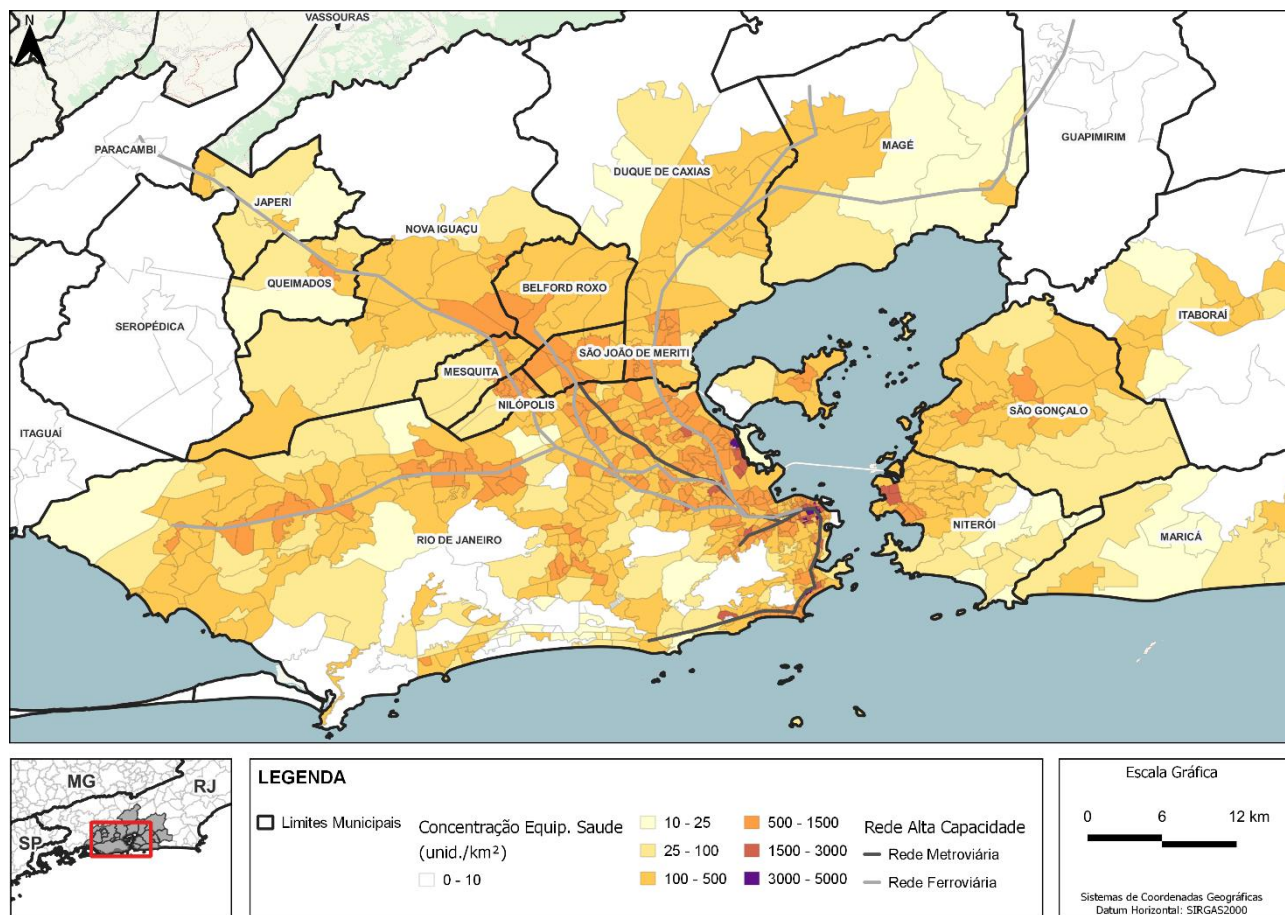 N
VASSOURAS
PARACAMBI
JAPERI
DUQUE DE CAXIAS
MAGÉ
GUAPIMIRIM
NOVA IGUAÇU
QUEIMADOS
BELFORD ROXO
SEROPÉDICA
ITABORAÍ
SÃO JOÃO DE MERITI
MESQUITA
NILÓPOLIS
SÃO GONÇALO
ITAGUAÍ
RIO DE JANEIRO
NITERÓI
MARICÁ
MG
RJ
SP
LEGENDA
Limites Municipais
Concentração Equip. Saude
(unid./km²)
0 - 10
10 - 25
25 - 100
100 - 500
500 - 1500
1500 - 3000
3000 - 5000
Rede Alta Capacidade
Rede Metroviária
Rede Ferroviária
Escala Gráfica
0 6 12 km
Sistemas de Coordenadas Geográficas
Datum Horizontal: SIRGAS2000